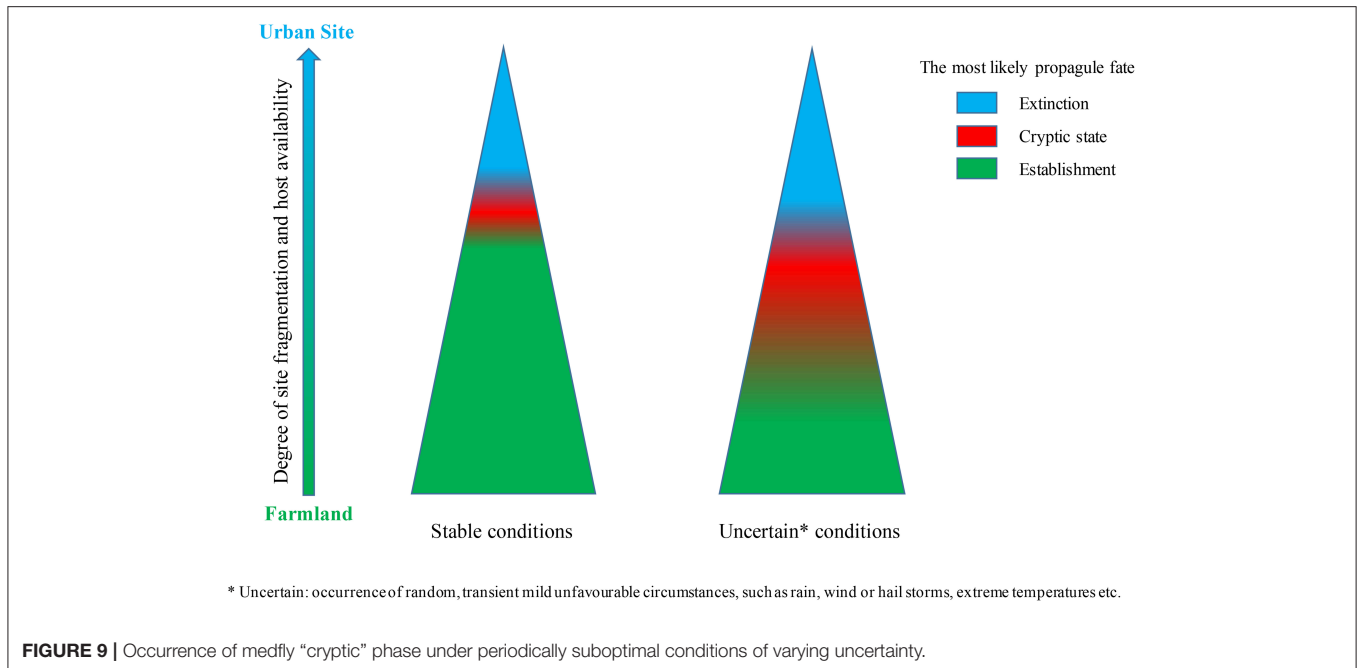 Urban Site
Degree of site fragmentation and host availability
Farmland
Stable conditions
Uncertain* conditions
The most likely propagule fate
Extinction
Cryptic state
Establishment
* Uncertain: occurrence of random, transient mild unfavourable circumstances, such as rain, wind or hail storms, extreme temperatures etc.
FIGURE 9 | Occurrence of medfly “cryptic” phase under periodically suboptimal conditions of varying uncertainty.